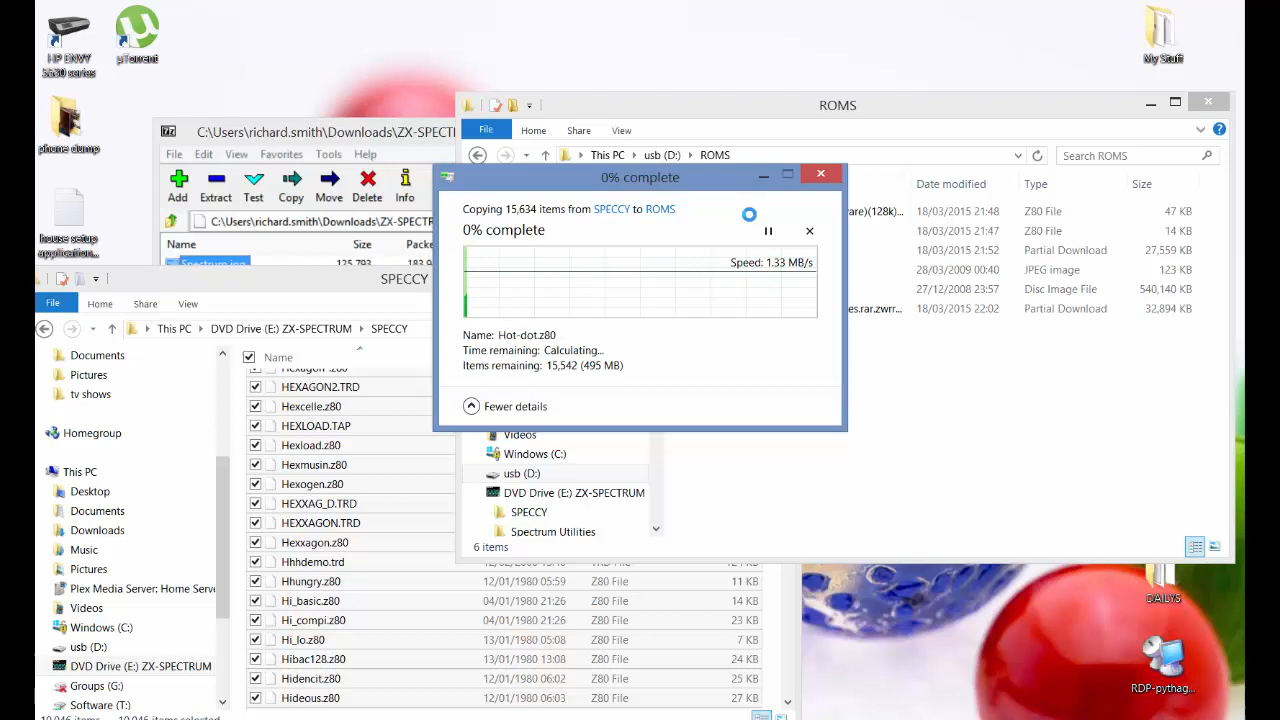 HP ENVY
5530 series
µTorrent
My Stuff
phone dump
house setup
application...
C:\Users\richard.smith\Downloads\ZX-SPECT
File Edit View Favorites Tools Help
Add Extract Test Copy Move Delete Info
C:\Users\richard.smith\Downloads\ZX-SPECTR
Name Size Packe
Spectrum.jpg 125 793 183 9
ROMS
File Home Share View
This PC usb (D:) ROMS
Search ROMS
Date modified Type Size
are)(128k)... 18/03/2015 21:48 Z80 File 47 KB
18/03/2015 21:47 Z80 File 14 KB
18/03/2015 21:52 Partial Download 27,559 KB
28/03/2009 00:40 JPEG image 123 KB
27/12/2008 23:57 Disc Image File 540,140 KB
es.rar.zwrr... 18/03/2015 22:02 Partial Download 32,894 KB
Videos
Windows (C:)
usb (D:)
DVD Drive (E:) ZX-SPECTRUM
SPECCY
Spectrum Utilities
6 items
0% complete
Copying 15,634 items from SPECCY to ROMS
0% complete
Speed: 1.33 MB/s
Name: Hot-dot.z80
Time remaining: Calculating...
Items remaining: 15,542 (495 MB)
Fewer details
SPECCY
File Home Share View
This PC DVD Drive (E:) ZX-SPECTRUM SPECCY
Documents
Pictures
tv shows
Homegroup
This PC
Desktop
Documents
Downloads
Music
Pictures
Plex Media Server: Home Serve
Videos
Windows (C:)
usb (D:)
DVD Drive (E:) ZX-SPECTRUM
Groups (G:)
Software (T:)
Name
HEXAGON2.TRD
Hexcelle.z80
HEXLOAD.TAP
Hexload.z80
Hexmusin.z80
Hexogen.z80
HEXXAG_D.TRD
HEXXAGON.TRD
Hexxagon.z80
Hhhdemo.trd
Hhungry.z80 12/01/1980 05:59 Z80 File 11 KB
Hi_basic.z80 04/01/1980 21:26 Z80 File 14 KB
Hi_compi.z80 04/01/1980 21:26 Z80 File 23 KB
Hi_lo.z80 13/01/1980 05:08 Z80 File 7 KB
Hibac128.z80 13/01/1980 13:08 Z80 File 24 KB
Hidencit.z80 12/01/1980 06:02 Z80 File 25 KB
Hideous.z80 12/01/1980 06:03 Z80 File 27 KB
DAILYS
RDP-pythag...